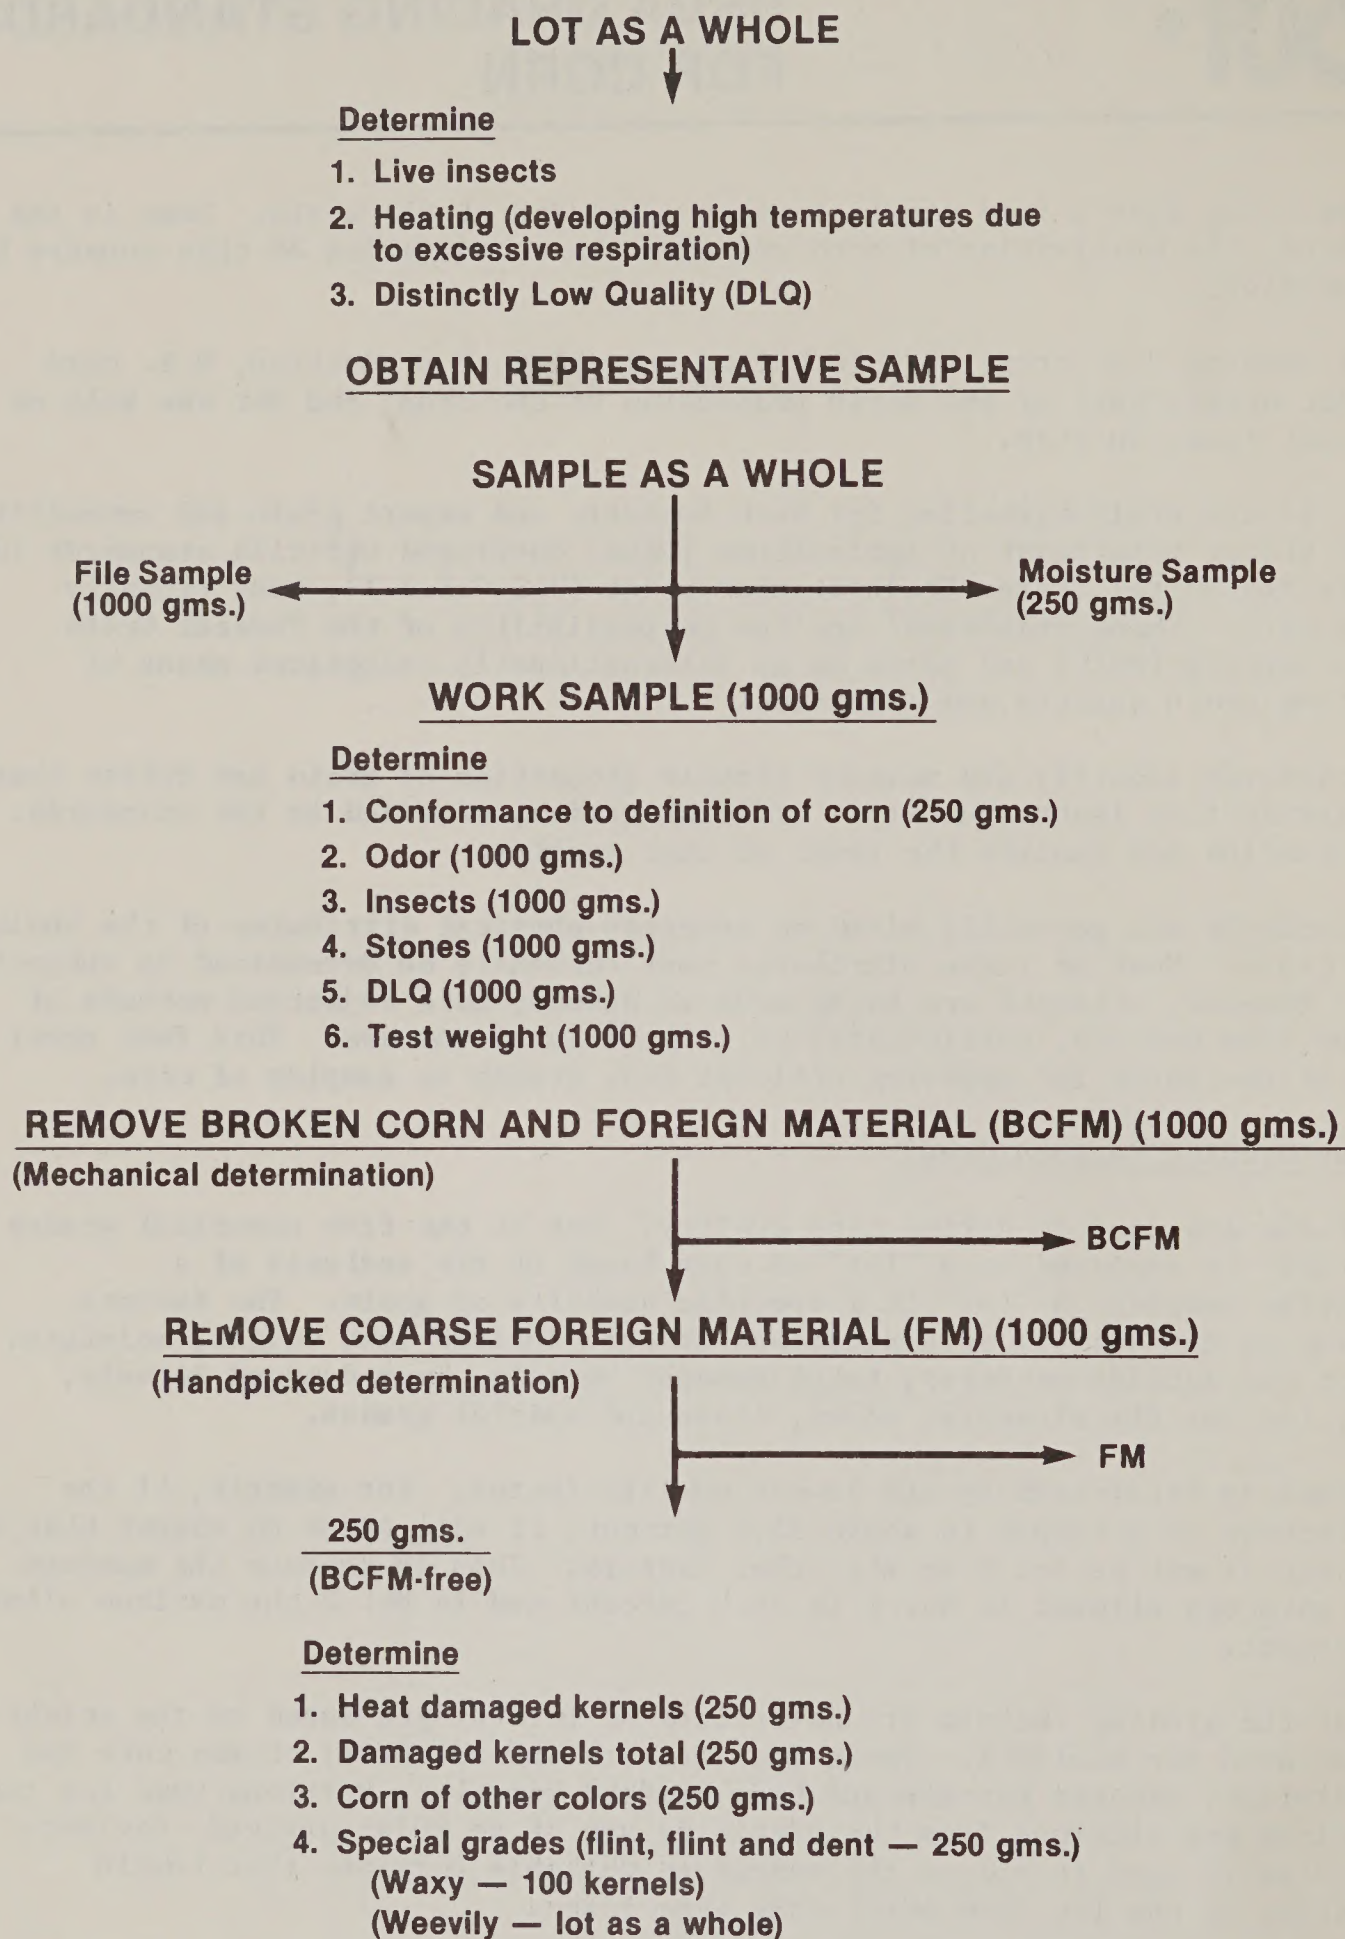 LOT AS A WHOLE
Determine
1. Live insects
2. Heating (developing high temperatures due
to excessive respiration)
3. Distinctly Low Quality (DLQ)
OBTAIN REPRESENTATIVE SAMPLE
SAMPLE AS A WHOLE
File Sample
(1000 gms.)
Moisture Sample
(250 gms.)
WORK SAMPLE (1000 gms.)
Determine
1. Conformance to definition of corn (250 gms.)
2. Odor (1000 gms.)
3. Insects (1000 gms.)
4. Stones (1000 gms.)
5. DLQ (1000 gms.)
6. Test weight (1000 gms.)
REMOVE BROKEN CORN AND FOREIGN MATERIAL (BCFM) (1000 gms.)
(Mechanical determination)
BCFM
REMOVE COARSE FOREIGN MATERIAL (FM) (1000 gms.)
(Handpicked determination)
FM
250 gms.
(BCFM-free)
Determine
1. Heat damaged kernels (250 gms.)
2. Damaged kernels total (250 gms.)
3. Corn of other colors (250 gms.)
4. Special grades (flint, flint and dent — 250 gms.)
(Waxy — 100 kernels)
(Weevily — lot as a whole)